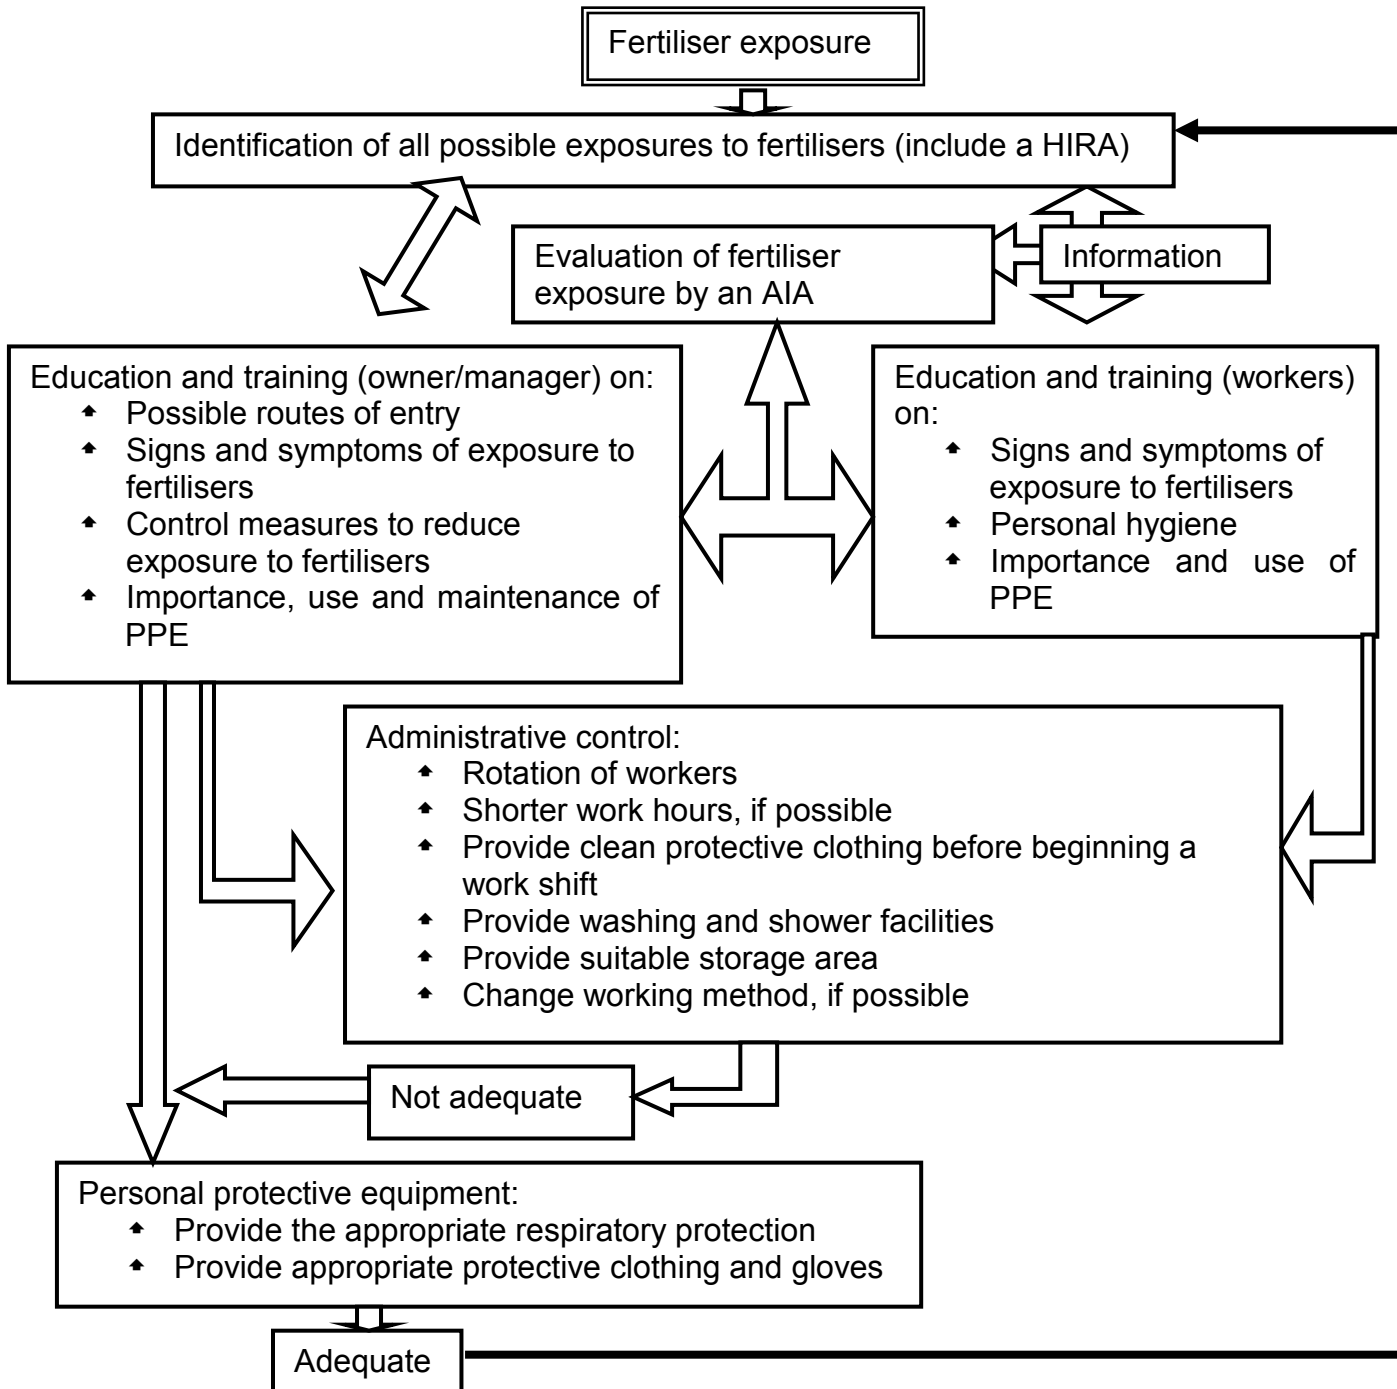 Fertiliser exposure
Identification of all possible exposures to fertilisers (include a HIRA)
Evaluation of fertiliser
exposure by an AIA
Information
Education and training (owner/manager) on:
Possible routes of entry
Signs and symptoms of exposure to
fertilisers
Control measures to reduce
exposure to fertilisers
Importance, use and maintenance of
PPE
Education and training (workers)
on:
Signs and symptoms of
exposure to fertilisers
Personal hygiene
Importance and use of
PPE
Administrative control:
Rotation of workers
Shorter work hours, if possible
Provide clean protective clothing before beginning a
work shift
Provide washing and shower facilities
Provide suitable storage area
Change working method, if possible
Not adequate
Personal protective equipment:
Provide the appropriate respiratory protection
Provide appropriate protective clothing and gloves
Adequate